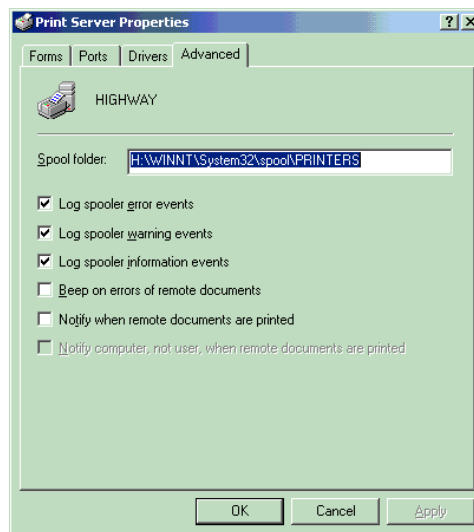 Print Server Properties
Forms Ports Drivers Advanced
HIGHWAY
Spool folder: H:\WINNT\System32\spool\PRINTERS
Log spooler error events
Log spooler warning events
Log spooler information events
Beep on errors of remote documents
Notify when remote documents are printed
Notify computer, not user, when remote documents are printed
OK Cancel Apply